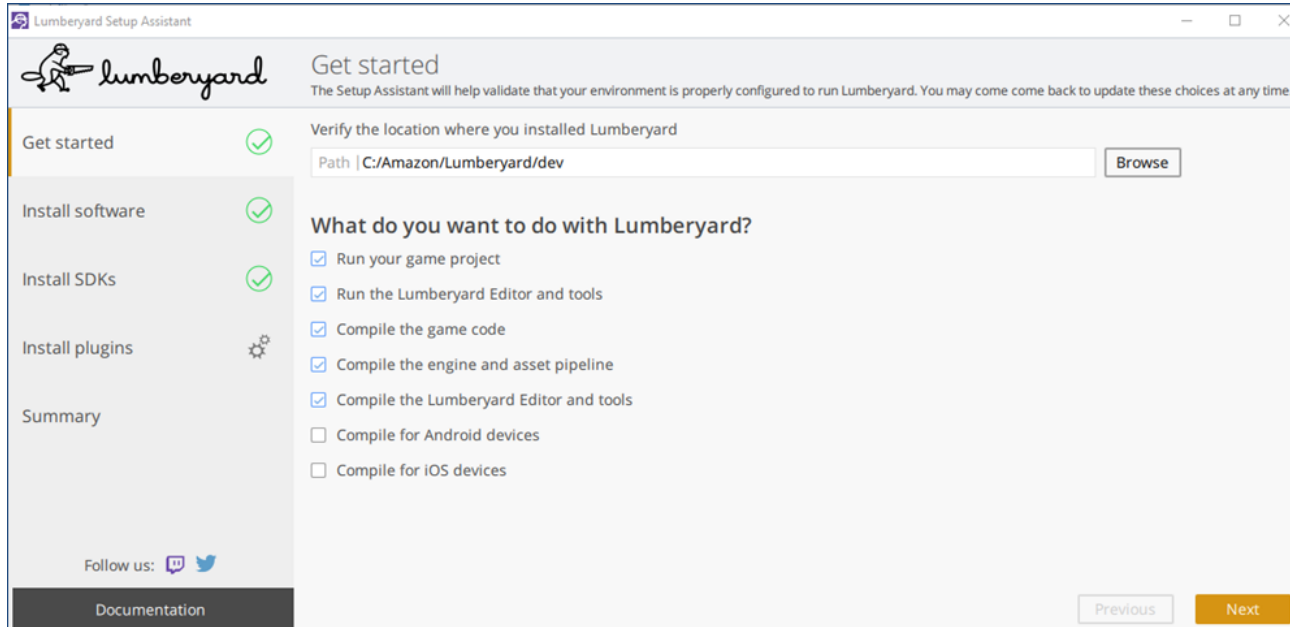 Lumberyard Setup Assistant
lumberyard
Get started
The Setup Assistant will help validate that your environment is properly configured to run Lumberyard. You may come come back to update these choices at any time
Get started
Install software
Install SDKs
Install plugins
Summary
Follow us:
Documentation
Verify the location where you installed Lumberyard
Path | C:/Amazon/Lumberyard/dev
Browse
What do you want to do with Lumberyard?
Run your game project
Run the Lumberyard Editor and tools
Compile the game code
Compile the engine and asset pipeline
Compile the Lumberyard Editor and tools
Compile for Android devices
Compile for iOS devices
Previous
Next